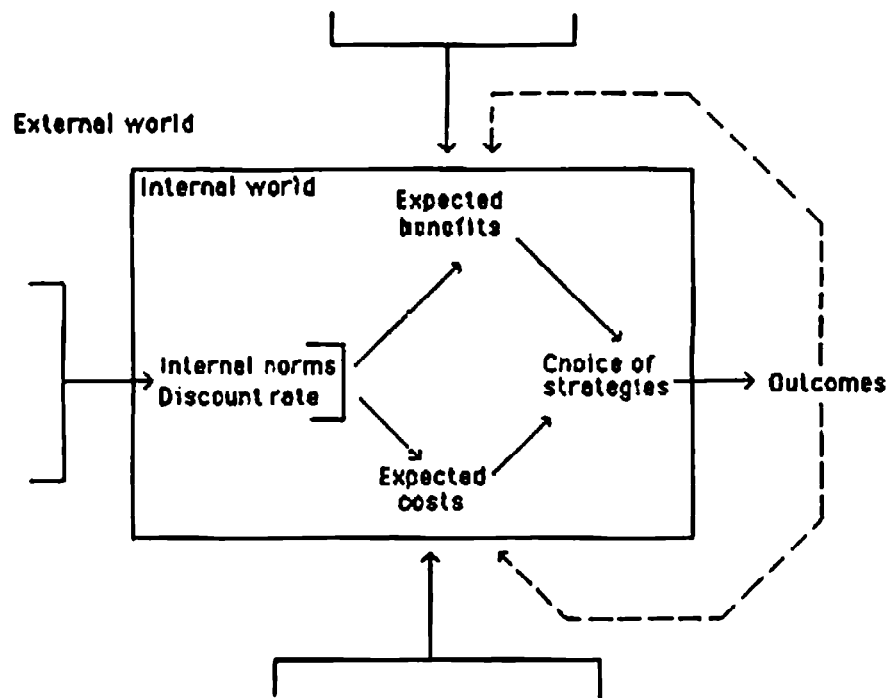 External world
Internal world
Expected
benefits
Internal norms
Discount rate
Choice of
strategies
Outcomes
Expected
costs